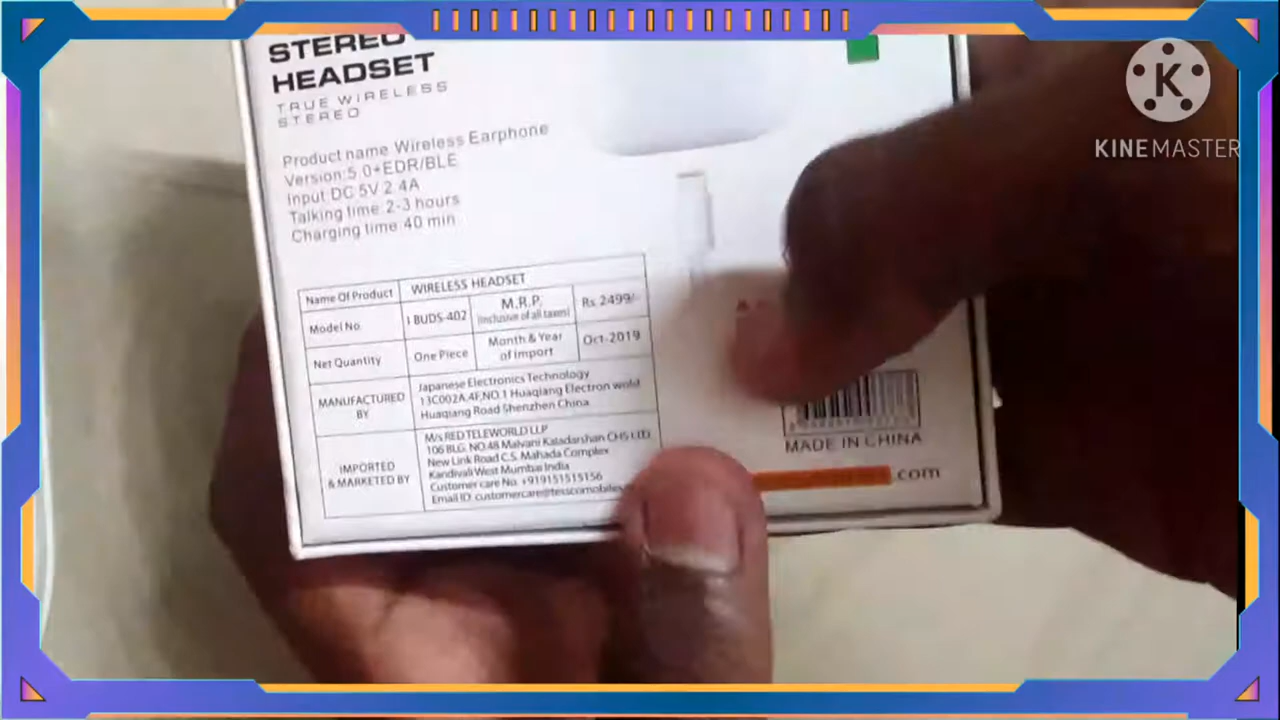 STEREO
HEADSET
TRUE WIRELESS
STEREO
Product name Wireless Earphone
Version:5.0+EDR/BLE
Input DC 5V 2.4A
Talking time 2-3 hours
Charging time 40 min
Name Of Product WIRELESS HEADSET
Model No. I BUDS-402 M.R.P. (Inclusive of all taxes) Rs 2499/-
Net Quantity One Piece Month & Year of import Oct-2019
MANUFACTURED BY
Japanese Electronics Technology
13C002A,4F,NO.1 Huaqiang Electron wold
Huaqiang Road Shenzhen China
IMPORTED & MARKETED BY
M/s RED TELEWORLD LLP
106 BLG. NO.48 Malvani Kaladarshan CHS LTD
New Link Road C.S. Mahada Complex
Kandivali West Mumbai India
Customer care No. +919151515156
Email ID: customercare@tesscomobiles
MADE IN CHINA
.com
K
KINEMASTER